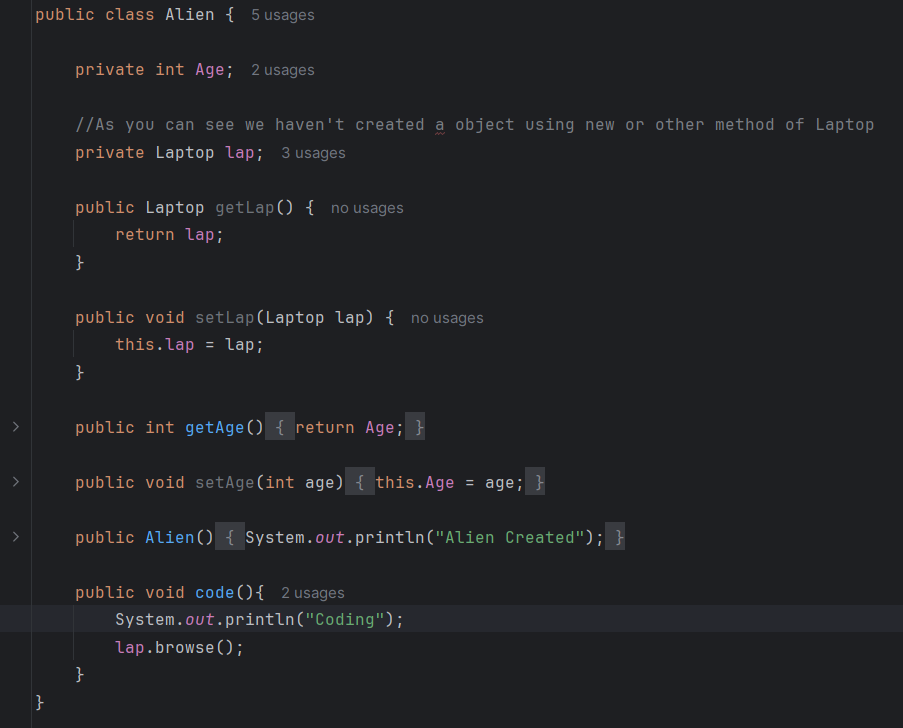 public class Alien {  5 usages
private int Age;  2 usages
//As you can see we haven't created a object using new or other method of Laptop
private Laptop lap;  3 usages
public Laptop getLap() {  no usages
return lap;
}
public void setLap(Laptop lap) {  no usages
this.lap = lap;
}
public int getAge() { return Age; }
public void setAge(int age) { this.Age = age; }
public Alien() { System.out.println("Alien Created"); }
public void code(){  2 usages
System.out.println("Coding");
lap.browse();
}
}